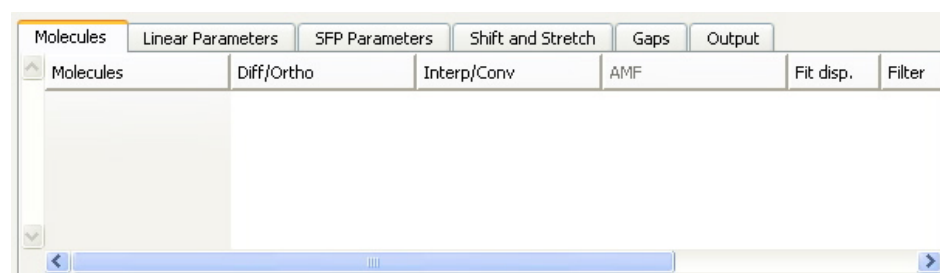 Molecules Linear Parameters SFP Parameters Shift and Stretch Gaps Output
Molecules Diff/Ortho Interp/Conv AMF Fit disp. Filter